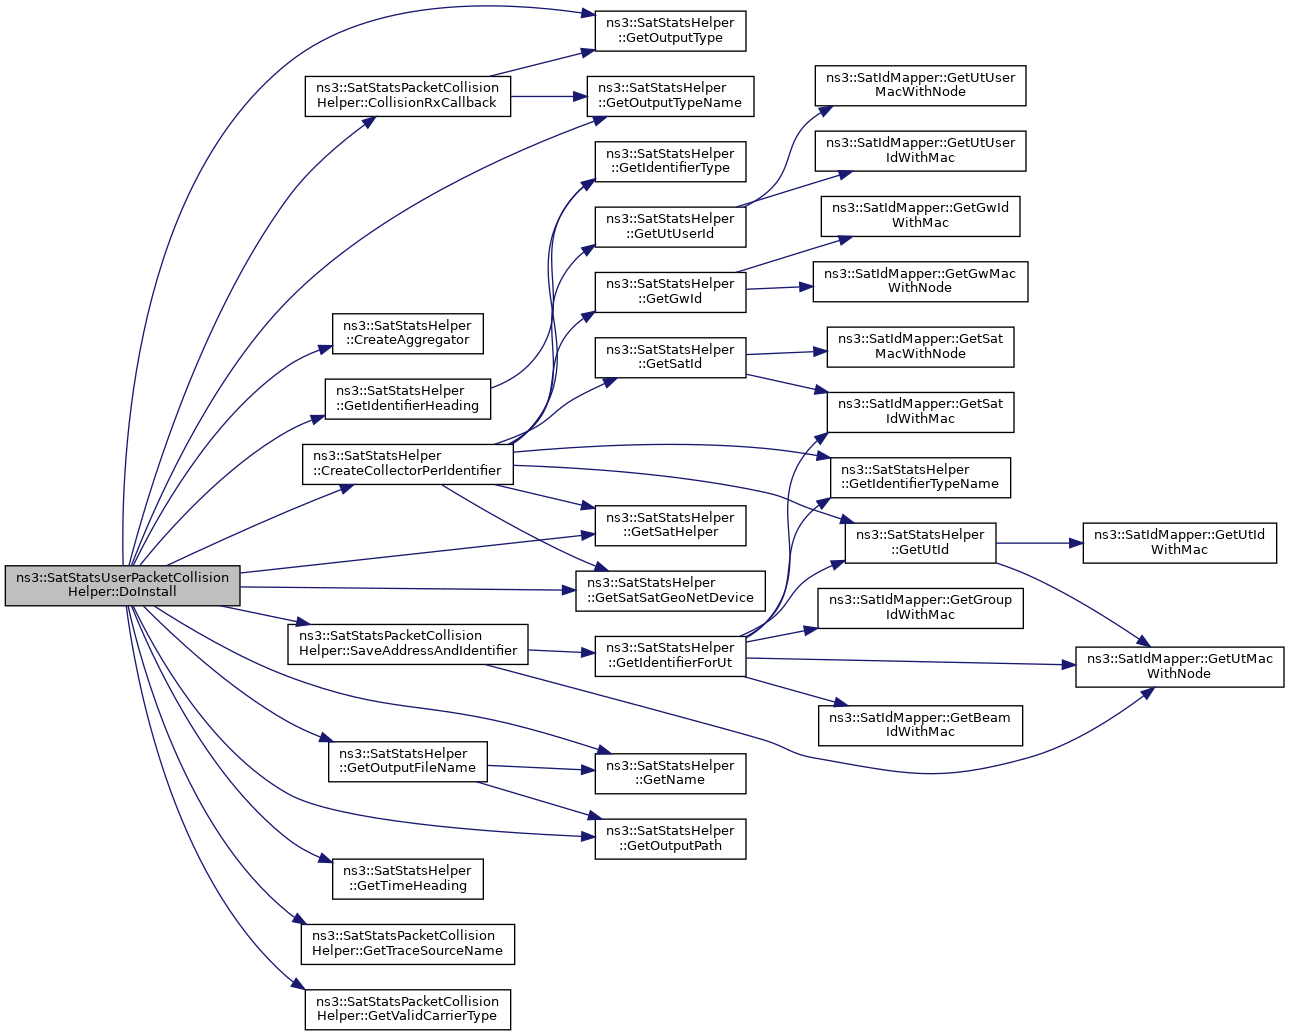 ns3::SatStatsHelper
::GetOutputType
ns3::SatStatsPacketCollision
Helper::CollisionRxCallback
ns3::SatStatsHelper
::GetOutputTypeName
ns3::SatIdMapper::GetUtUser
MacWithNode
ns3::SatIdMapper::GetUtUser
IdWithMac
ns3::SatStatsHelper
::GetIdentifierType
ns3::SatStatsHelper
::GetUtUserId
ns3::SatIdMapper::GetGwId
WithMac
ns3::SatStatsHelper
::GetGwId
ns3::SatIdMapper::GetGwMac
WithNode
ns3::SatStatsHelper
::CreateAggregator
ns3::SatStatsHelper
::GetSatId
ns3::SatIdMapper::GetSat
MacWithNode
ns3::SatStatsHelper
::GetIdentifierHeading
ns3::SatIdMapper::GetSat
IdWithMac
ns3::SatStatsHelper
::CreateCollectorPerIdentifier
ns3::SatStatsHelper
::GetIdentifierTypeName
ns3::SatStatsHelper
::GetSatHelper
ns3::SatStatsHelper
::GetUtId
ns3::SatIdMapper::GetUtId
WithMac
ns3::SatStatsUserPacketCollision
Helper::DoInstall
ns3::SatStatsHelper
::GetSatSatGeoNetDevice
ns3::SatIdMapper::GetGroup
IdWithMac
ns3::SatStatsPacketCollision
Helper::SaveAddressAndIdentifier
ns3::SatStatsHelper
::GetIdentifierForUt
ns3::SatIdMapper::GetUtMac
WithNode
ns3::SatIdMapper::GetBeam
IdWithMac
ns3::SatStatsHelper
::GetOutputFileName
ns3::SatStatsHelper
::GetName
ns3::SatStatsHelper
::GetOutputPath
ns3::SatStatsHelper
::GetTimeHeading
ns3::SatStatsPacketCollision
Helper::GetTraceSourceName
ns3::SatStatsPacketCollision
Helper::GetValidCarrierType